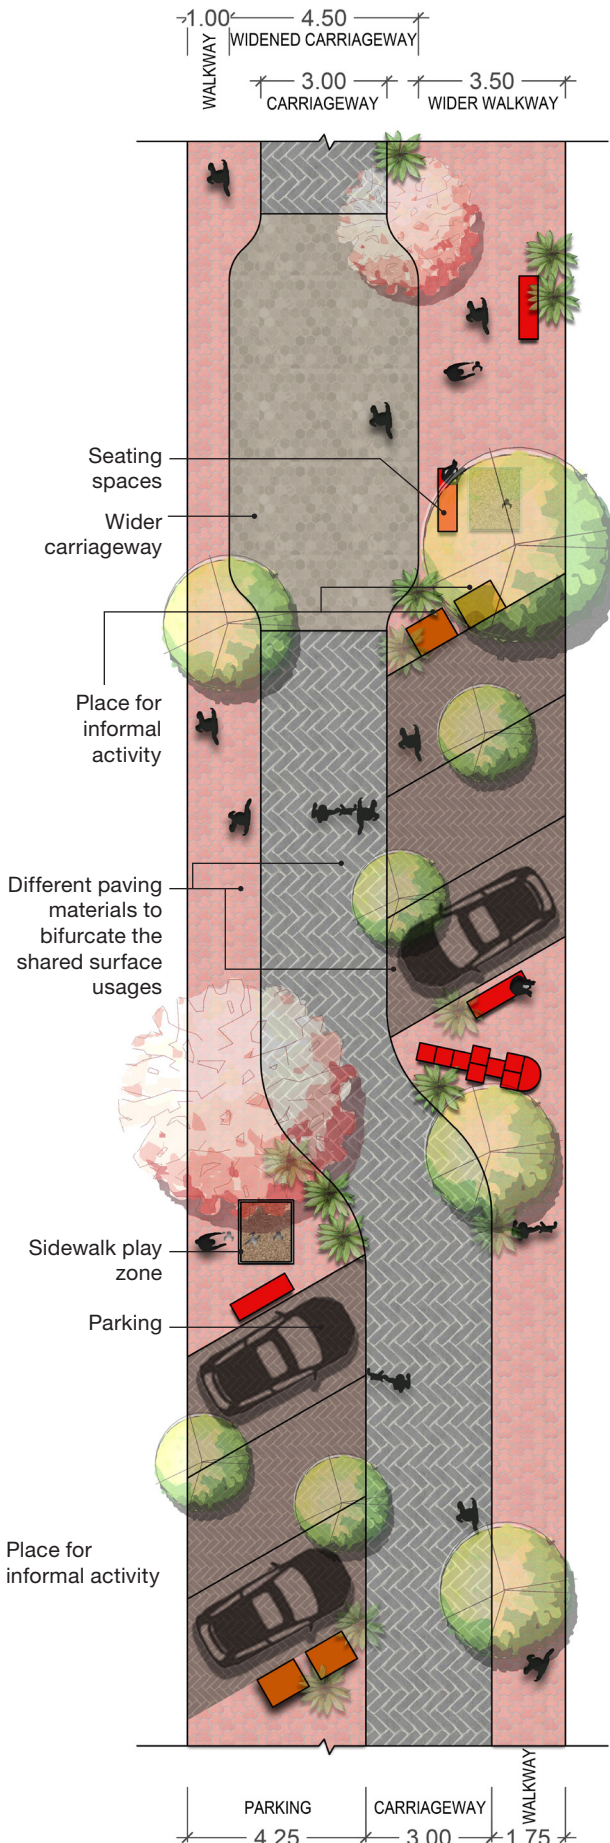 1.00
4.50
WALKWAY
WIDENED CARRIAGEWAY
3.00
3.50
CARRIAGEWAY
WIDER WALKWAY
Seating
spaces
Wider
carriageway
Place for
informal
activity
Different paving
materials to
bifurcate the
shared surface
usages
Sidewalk play
zone
Parking
Place for
informal activity
PARKING
CARRIAGEWAY
WALKWAY
4.25
3.00
1.75